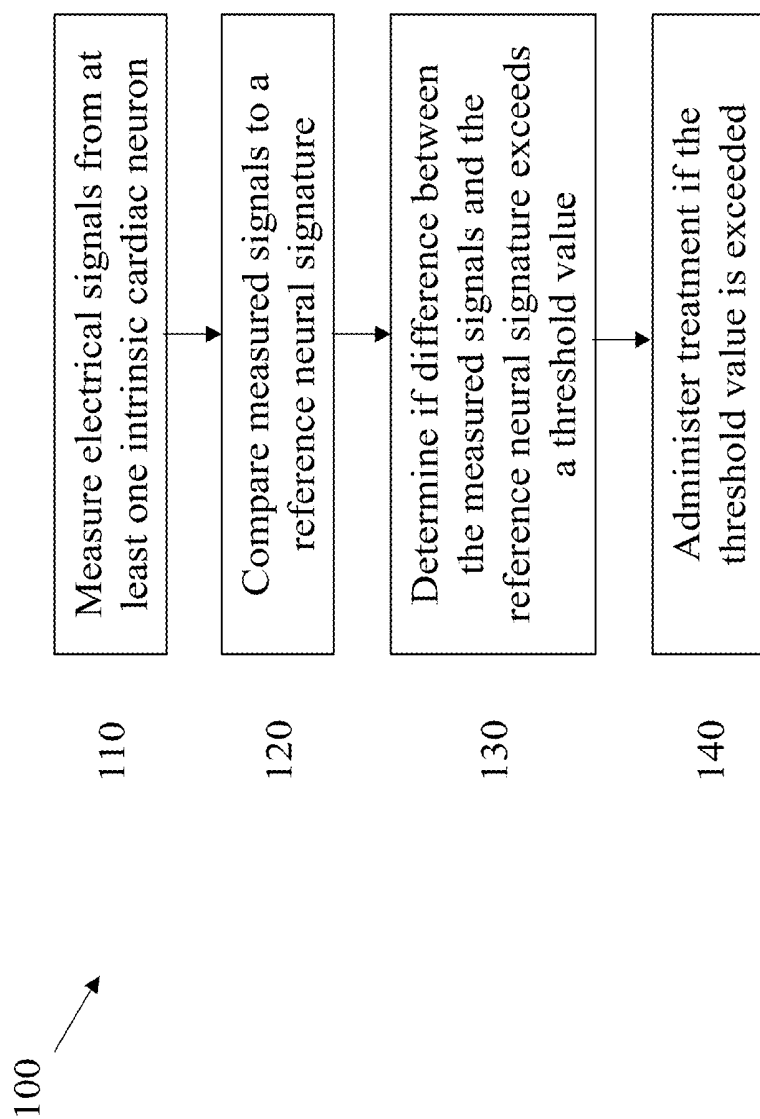 100
110
Measure electrical signals from at
least one intrinsic cardiac neuron
120
Compare measured signals to a
reference neural signature
130
Determine if difference between
the measured signals and the
reference neural signature exceeds
a threshold value
140
Administer treatment if the
threshold value is exceeded